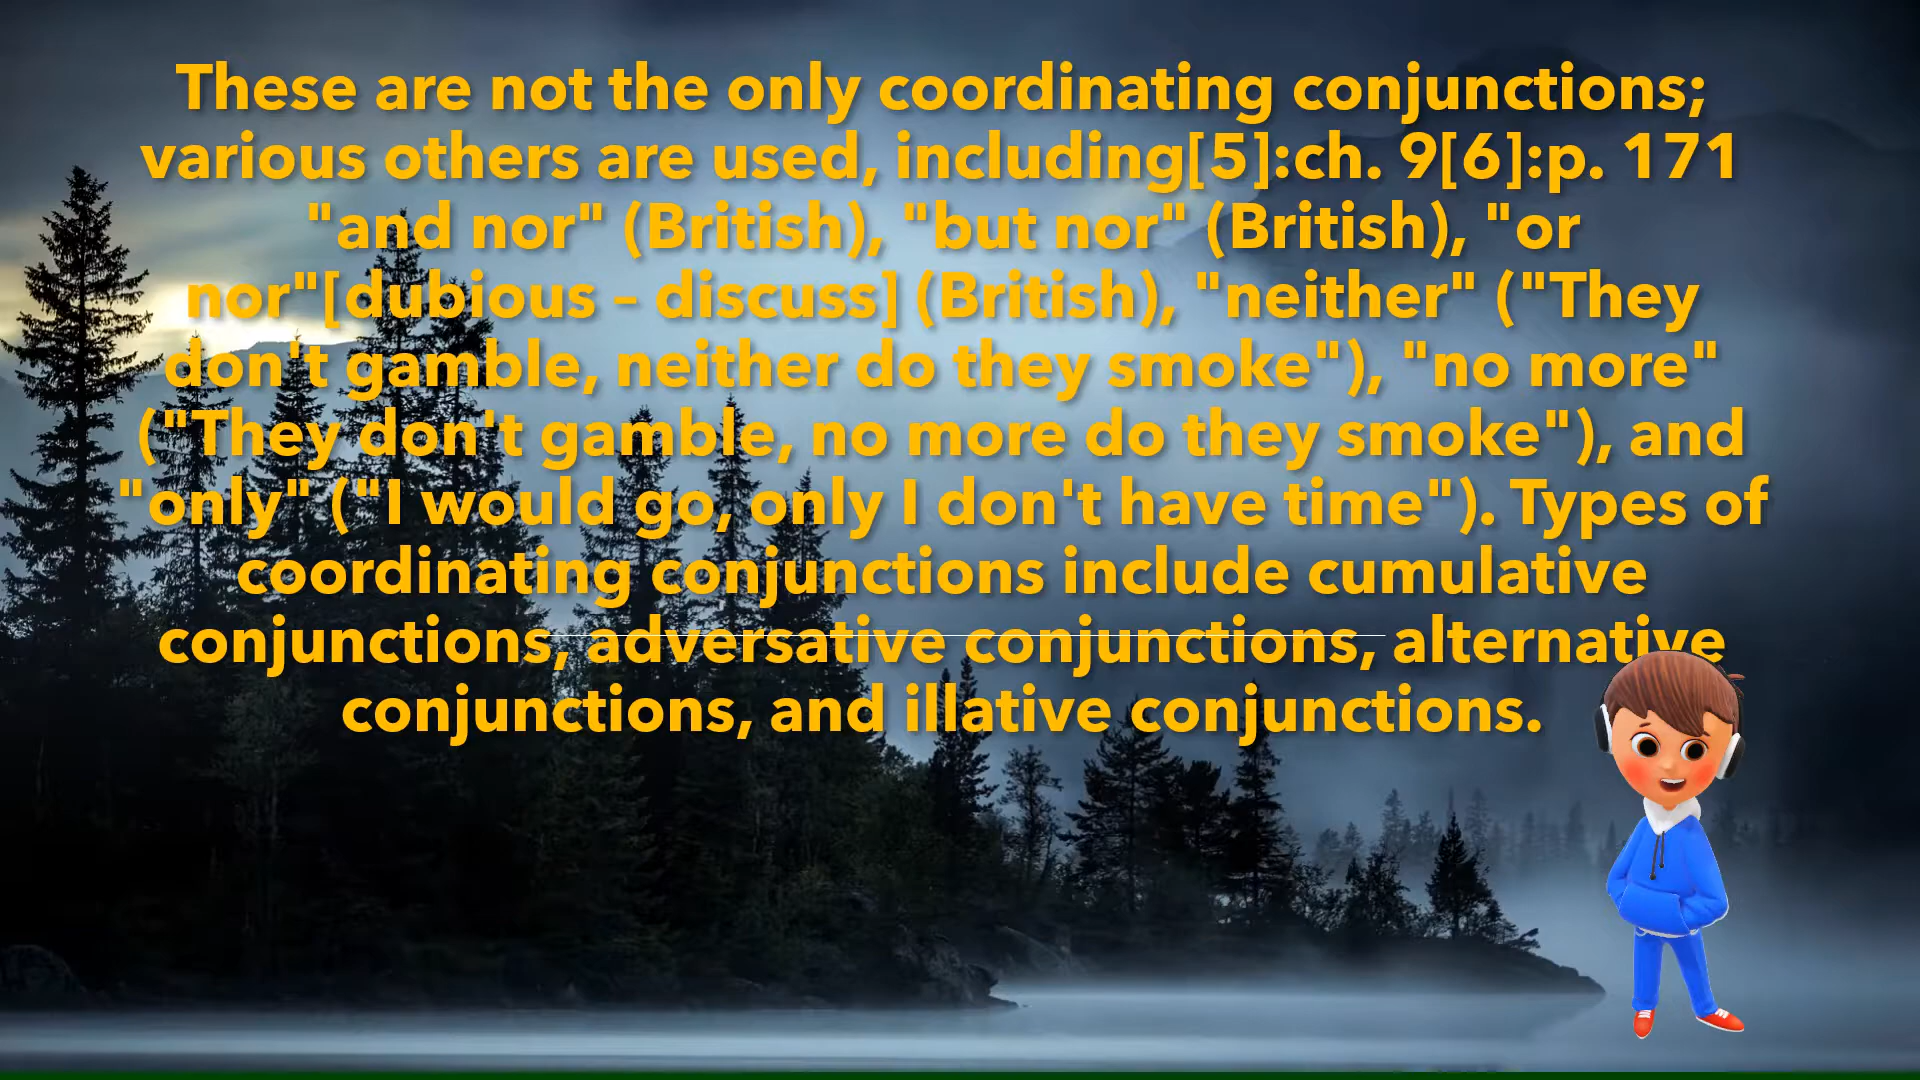 These are not the only coordinating conjunctions;
various others are used, including[5]:ch. 9[6]:p. 171
"and nor" (British), "but nor" (British), "or
nor"[dubious – discuss] (British), "neither" ("They
don't gamble, neither do they smoke"), "no more"
("They don't gamble, no more do they smoke"), and
"only" ("I would go, only I don't have time"). Types of
coordinating conjunctions include cumulative
conjunctions, adversative conjunctions, alternative
conjunctions, and illative conjunctions.